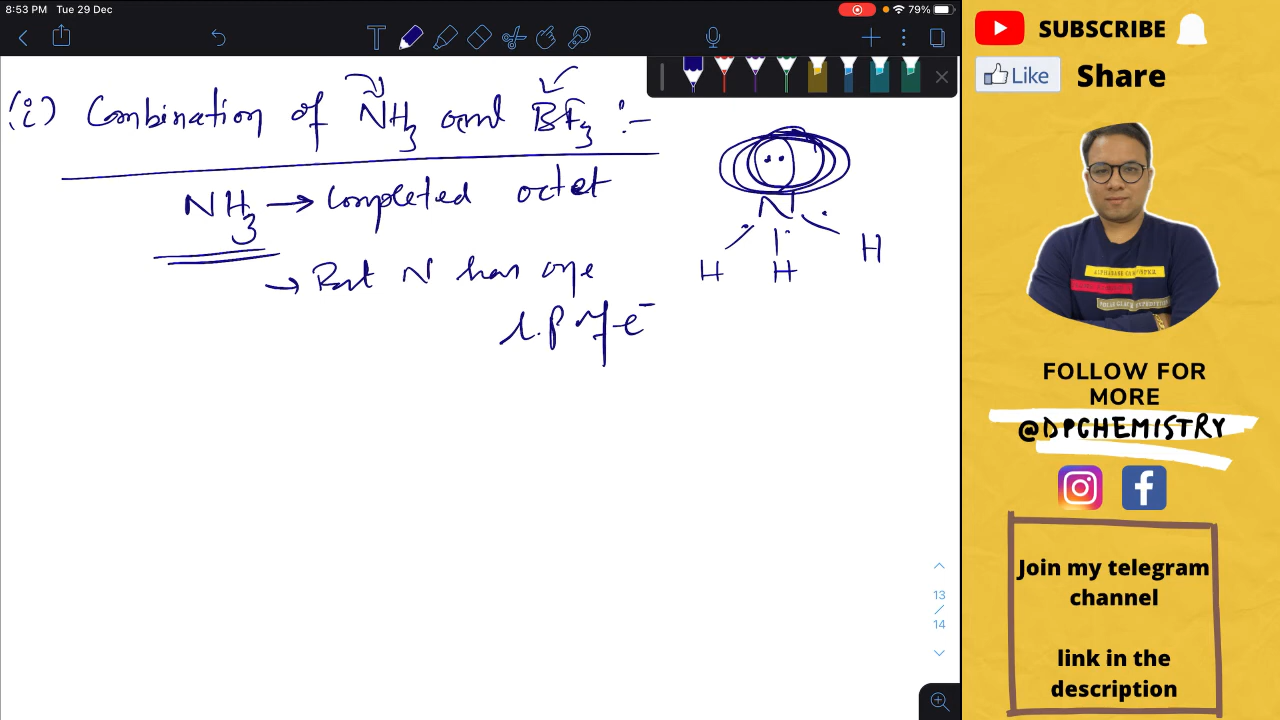 8:53 PM Tue 29 Dec
79%
(i) Combination of NH3 and BF3 :-
NH3 → Completed octet
→ But N has one
l.p of e-
N
H H H
13
/
14
SUBSCRIBE
Like Share
FOLLOW FOR
MORE
@DPCHEMISTRY
Join my telegram
channel
link in the
description